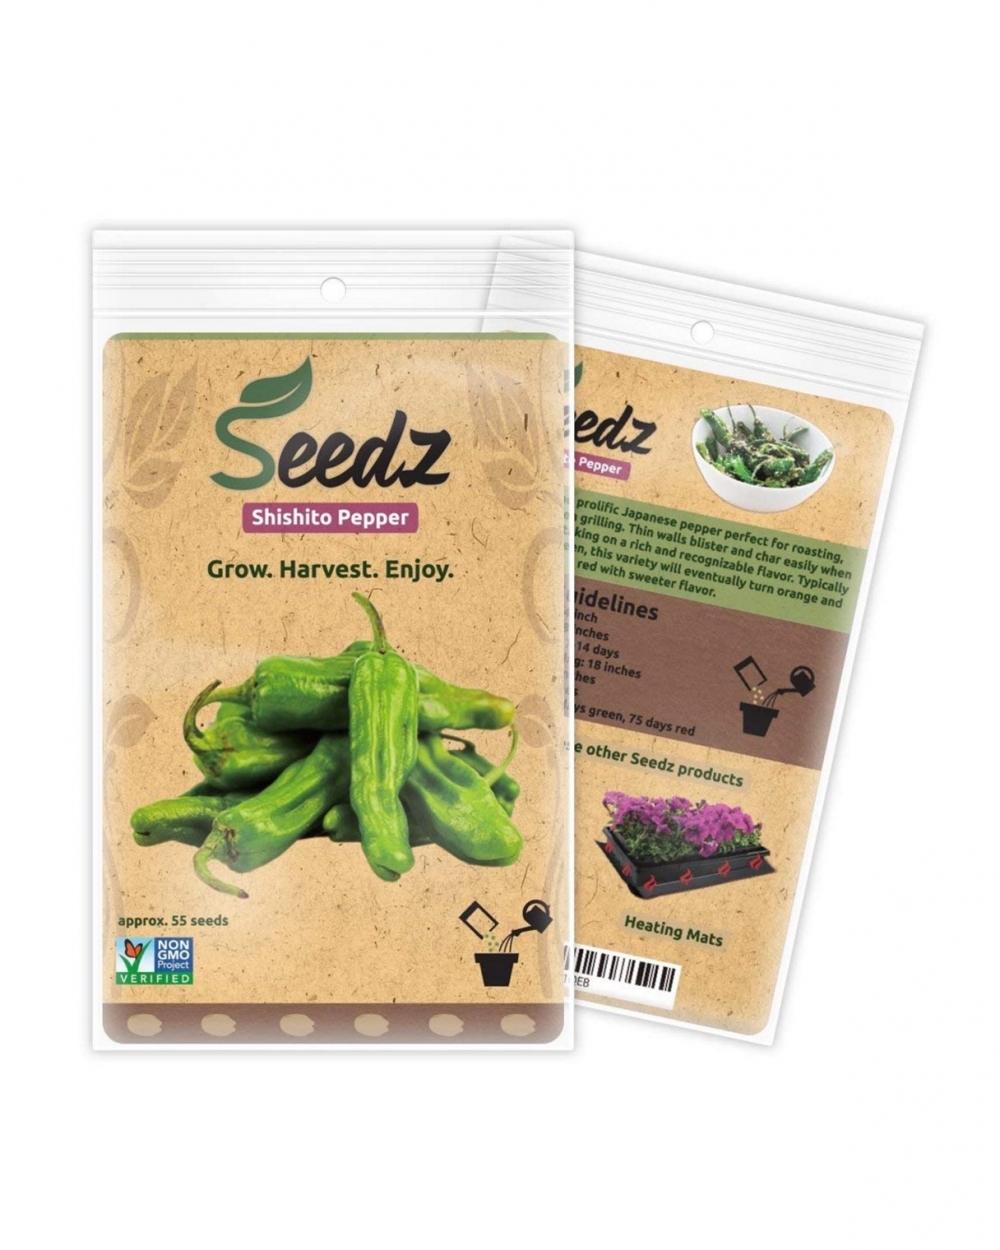 Seedz
Shishito Pepper
Grow. Harvest. Enjoy.
approx. 55 seeds
NON
GMO
Project
VERIFIED
eedz
Pepper
prolific Japanese pepper perfect for roasting,
grilling. Thin walls blister and char easily when
king on a rich and recognizable flavor. Typically
en, this variety will eventually turn orange and
red with sweeter flavor.
idelines
inch
inches
14 days
g: 18 inches
hes
s
ys green, 75 days red
se other Seedz products
Heating Mats